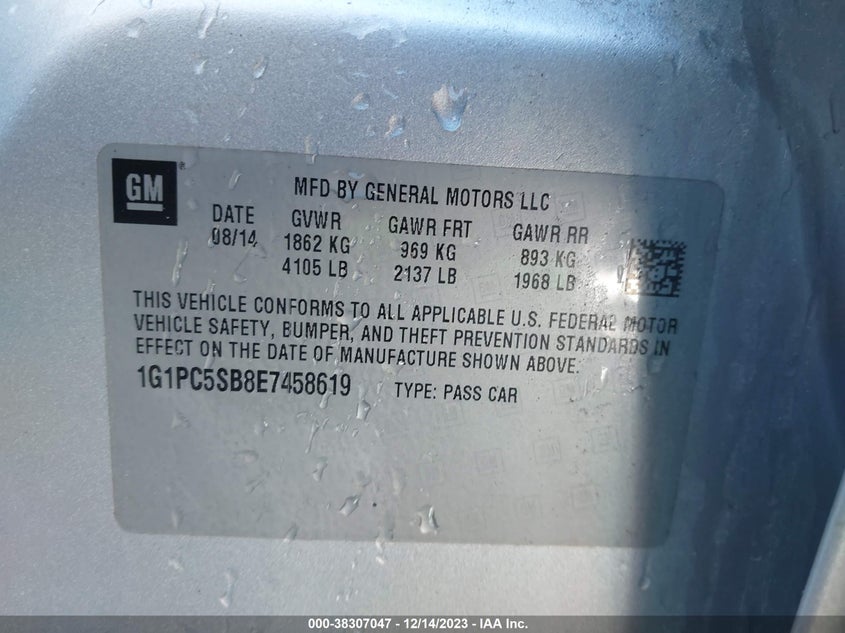 GM
MFD BY GENERAL MOTORS LLC
DATE GVWR GAWR FRT GAWR RR
08/14 1862 KG 969 KG 893 KG
4105 LB 2137 LB 1968 LB
THIS VEHICLE CONFORMS TO ALL APPLICABLE U.S. FEDERAL MOTOR
VEHICLE SAFETY, BUMPER, AND THEFT PREVENTION STANDARDS IN
EFFECT ON THE DATE OF MANUFACTURE SHOWN ABOVE.
1G1PC5SB8E7458619 TYPE: PASS CAR
000-38307047 - 12/14/2023 - IAA Inc.